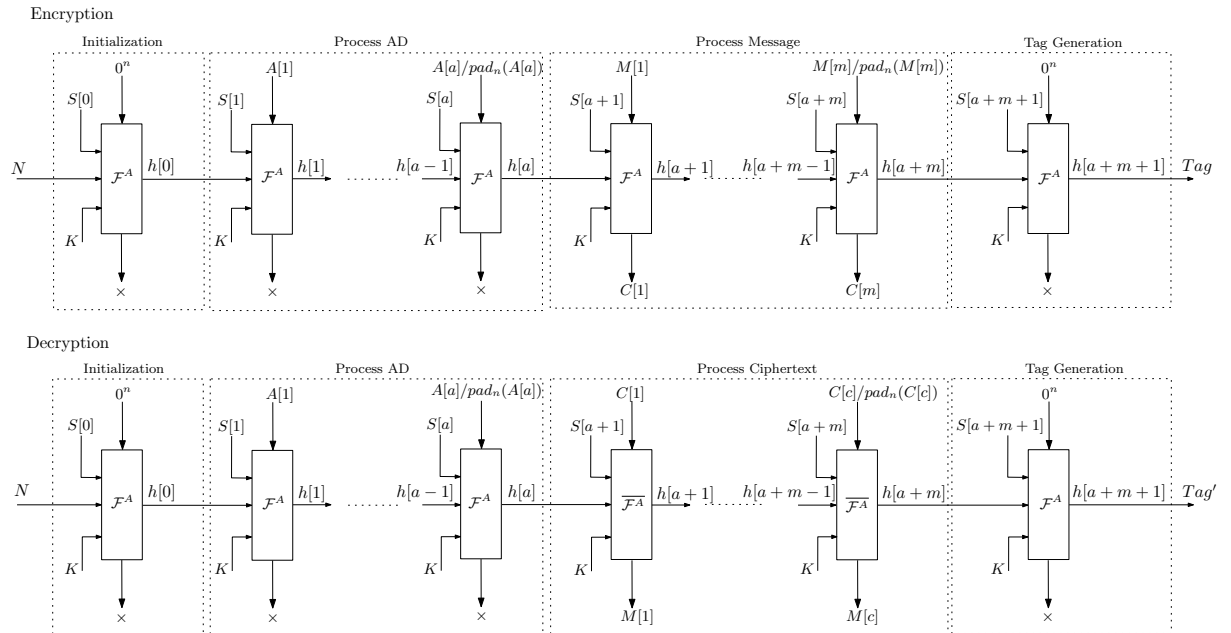 Encryption
Initialization Process AD Process Message Tag Generation
0^n A[1] A[a]/pad_n(A[a]) M[1] M[m]/pad_n(M[m]) 0^n
S[0] S[1] S[a] S[a+1] S[a+m] S[a+m+1]
N F^A h[0] F^A h[1] ........ h[a−1] F^A h[a] F^A h[a+1] ........ h[a+m−1] F^A h[a+m] F^A h[a+m+1] Tag
K K K K K K
× × × C[1] C[m] ×
Decryption
Initialization Process AD Process Ciphertext Tag Generation
0^n A[1] A[a]/pad_n(A[a]) C[1] C[c]/pad_n(C[c]) 0^n
S[0] S[1] S[a] S[a+1] S[a+m] S[a+m+1]
N F^A h[0] F^A h[1] ........ h[a−1] F^A h[a] \overline{F^A} h[a+1] ........ h[a+m−1] \overline{F^A} h[a+m] F^A h[a+m+1] Tag′
K K K K K K
× × × M[1] M[c] ×